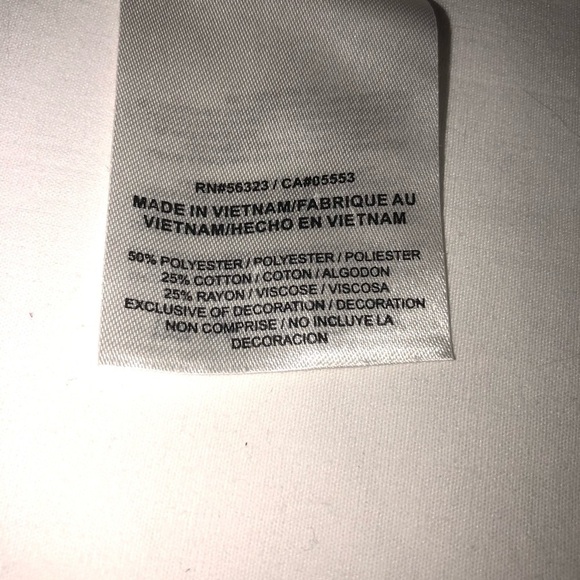 RN#56323 / CA#05553
MADE IN VIETNAM/FABRIQUE AU
VIETNAM/HECHO EN VIETNAM
50% POLYESTER / POLYESTER / POLIESTER
25% COTTON / COTON / ALGODON
25% RAYON / VISCOSE / VISCOSA
EXCLUSIVE OF DECORATION / DECORATION
NON COMPRISE / NO INCLUYE LA
DECORACION